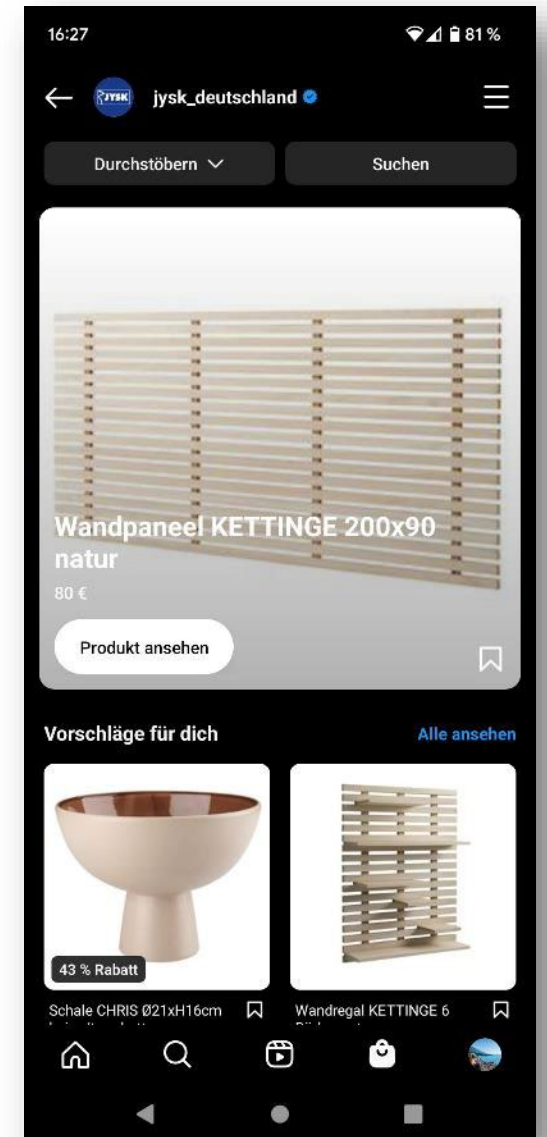 16:27
81 %
JYSK
jysk_deutschland
Durchstöbern
Suchen
Wandpaneel KETTINGE 200x90
natur
80 €
Produkt ansehen
Vorschläge für dich
Alle ansehen
43 % Rabatt
Schale CHRIS Ø21xH16cm
Wandregal KETTINGE 6